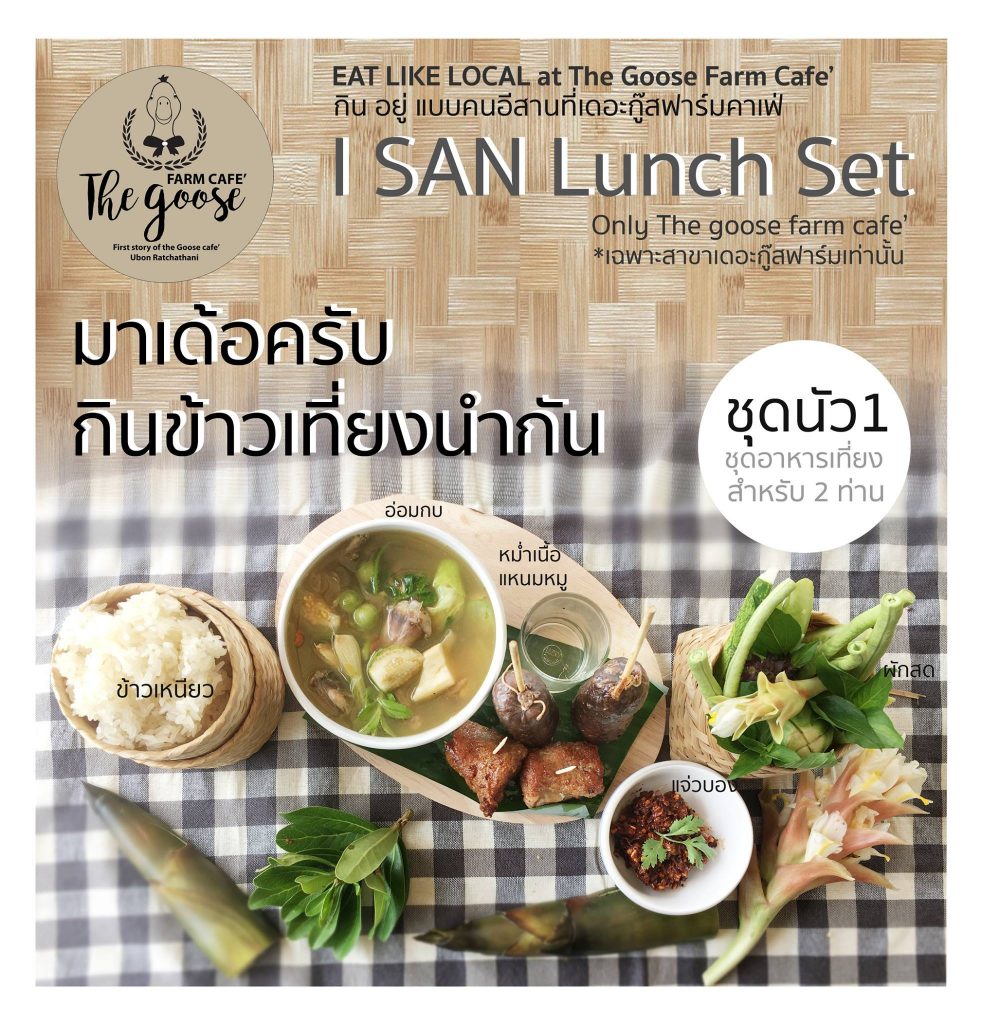 FARM CAFE'
The goose
First story of the Goose cafe'
Ubon Ratchathani
EAT LIKE LOCAL at The Goose Farm Cafe'
กิน อยู่ แบบคนอีสานที่เดอะกู๊สฟาร์มคาเฟ่
I SAN Lunch Set
Only The goose farm cafe'
*เฉพาะสาขาเดอะกู๊สฟาร์มเท่านั้น
มาเด้อครับ
กินข้าวเที่ยงนำกัน
ชุดนัว1
ชุดอาหารเที่ยง
สำหรับ 2 ท่าน
อ่อมกบ
หม่ำเนื้อ
แหนมหมู
ข้าวเหนียว
ผักสด
แจ่วบอง